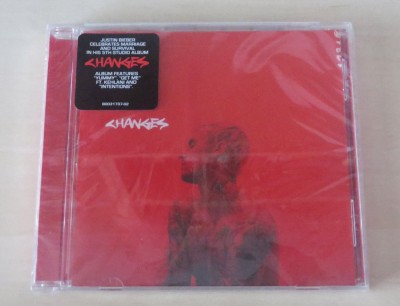 JUSTIN BIEBER
CELEBRATES MARRIAGE
AND SURVIVAL
IN HIS 5TH STUDIO ALBUM
CHANGES
ALBUM FEATURES
"YUMMY", "GET ME"
FT. KEHLANI AND
"INTENTIONS".
CHANGES